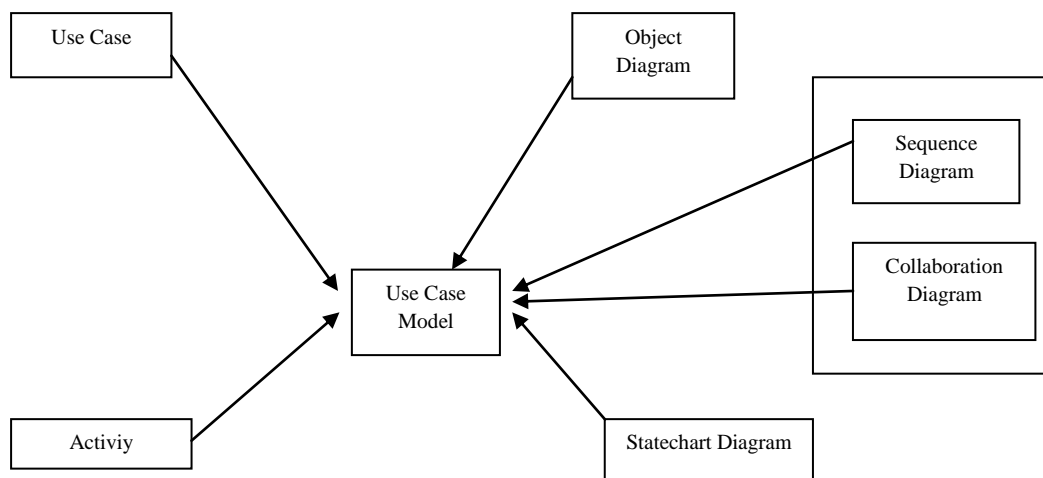 Use Case
Object
Diagram
Sequence
Diagram
Collaboration
Diagram
Use Case
Model
Activiy
Statechart Diagram